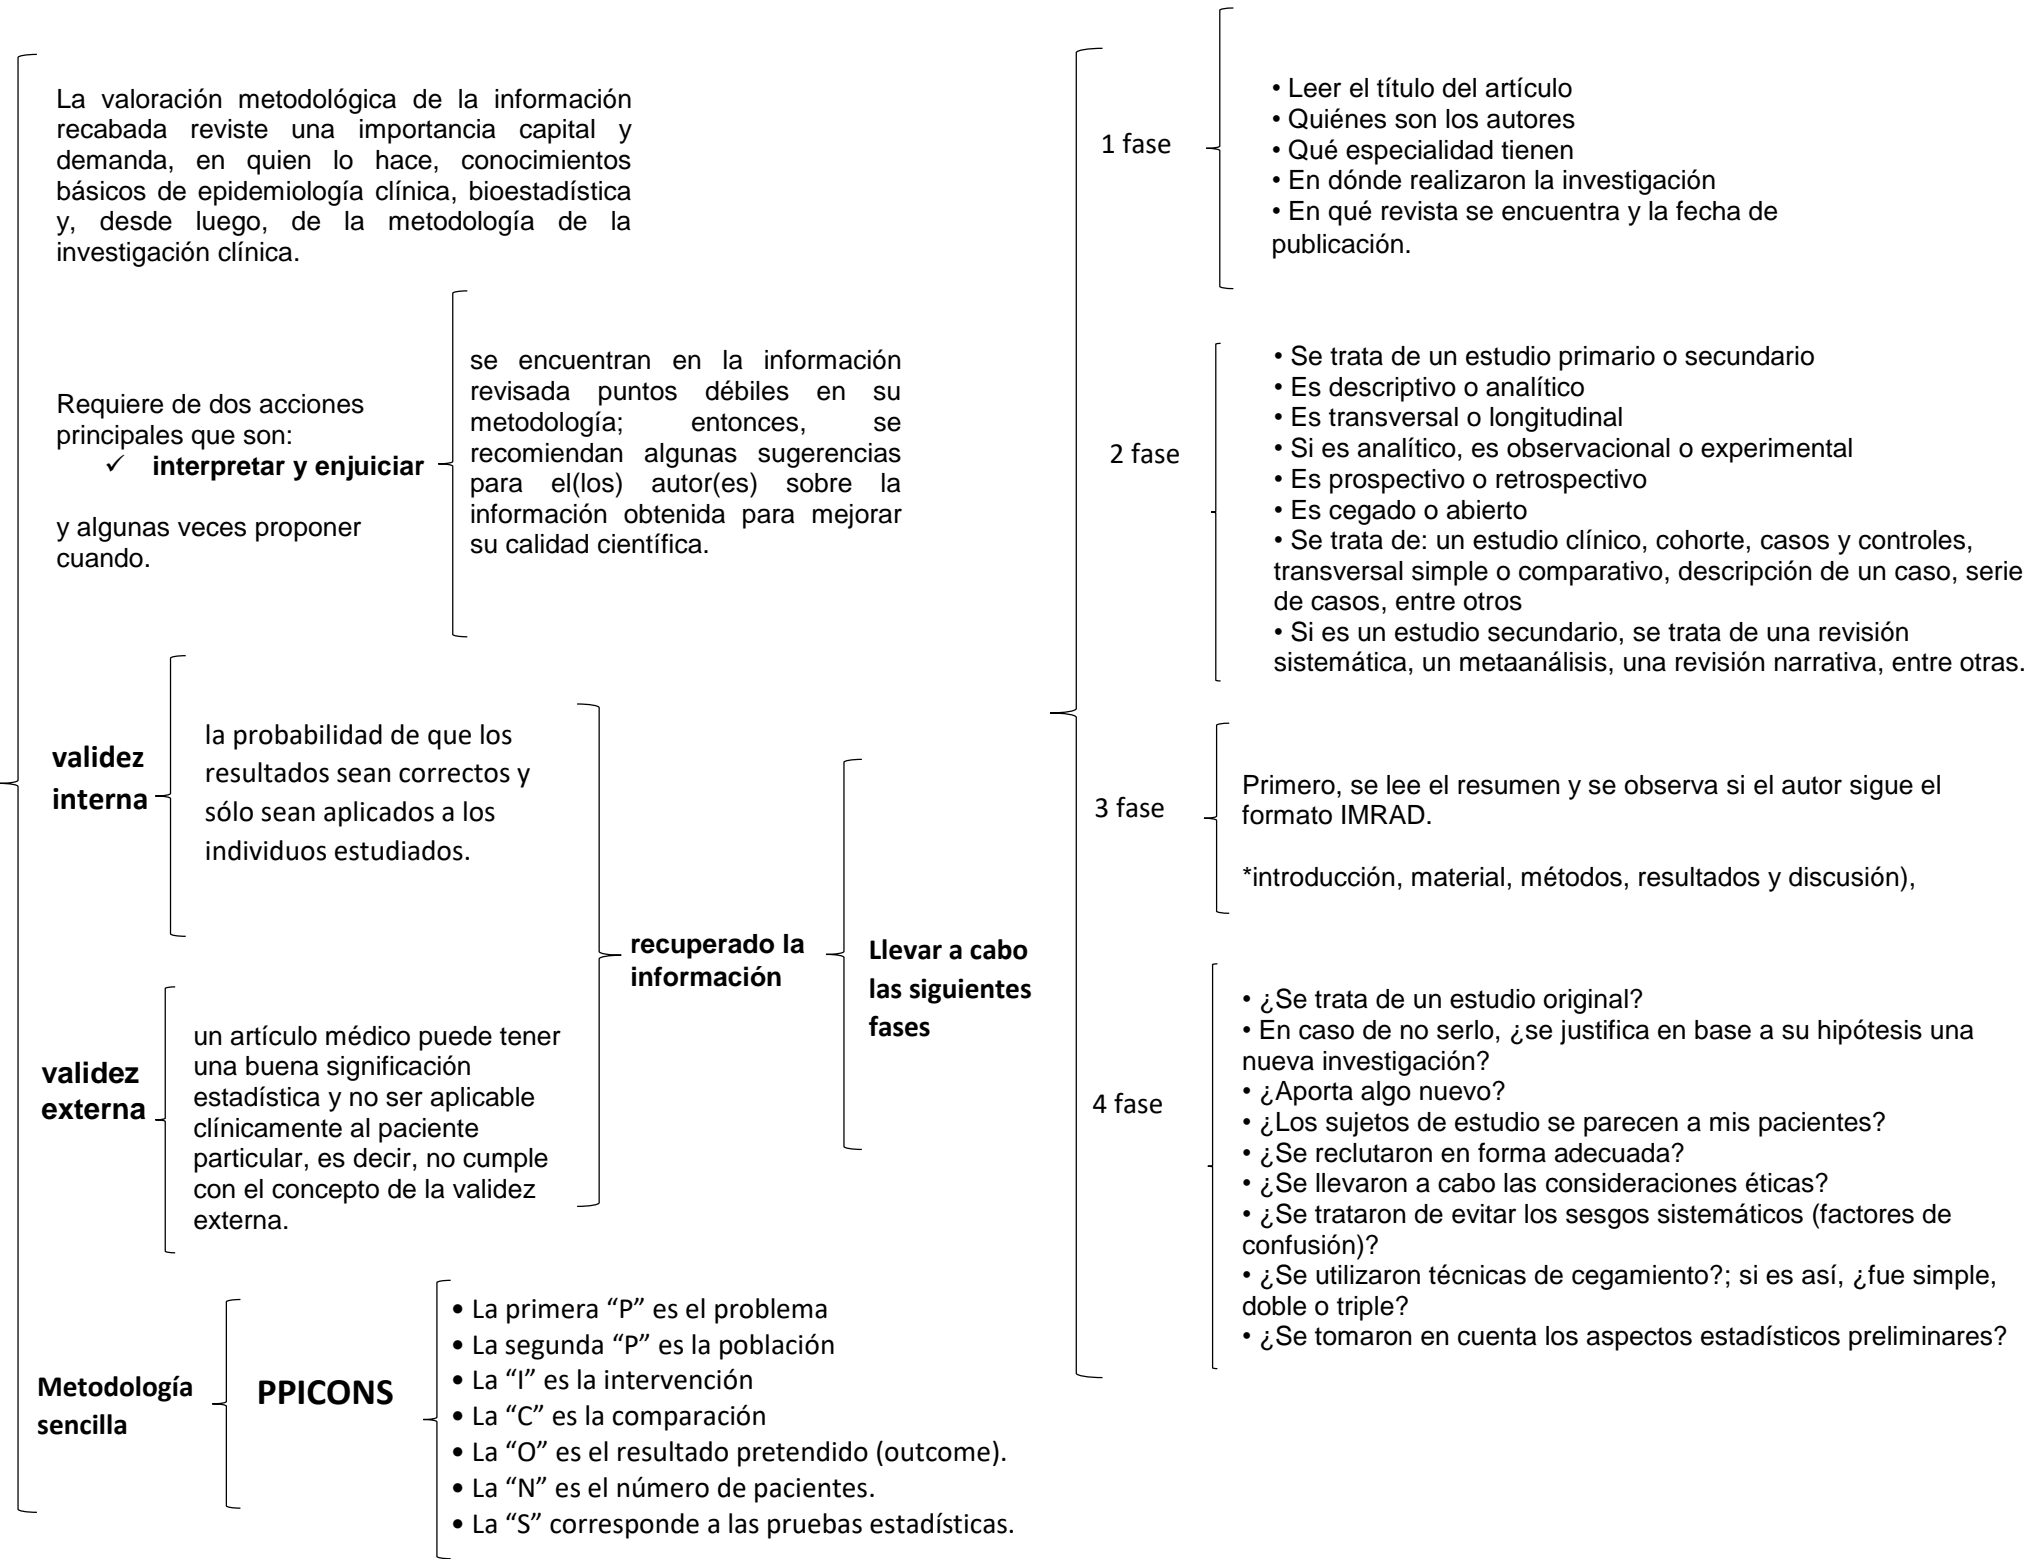 La valoración metodológica de la información
recabada reviste una importancia capital y
demanda, en quien lo hace, conocimientos
básicos de epidemiología clínica, bioestadística
y, desde luego, de la metodología de la
investigación clínica.
Requiere de dos acciones
principales que son:
✓ interpretar y enjuiciar
y algunas veces proponer
cuando.
se encuentran en la información
revisada puntos débiles en su
metodología; entonces, se
recomiendan algunas sugerencias
para el(los) autor(es) sobre la
información obtenida para mejorar
su calidad científica.
validez
interna
la probabilidad de que los
resultados sean correctos y
sólo sean aplicados a los
individuos estudiados.
validez
externa
un artículo médico puede tener
una buena significación
estadística y no ser aplicable
clínicamente al paciente
particular, es decir, no cumple
con el concepto de la validez
externa.
recuperado la
información
Llevar a cabo
las siguientes
fases
Metodología
sencilla
PPICONS
• La primera “P” es el problema
• La segunda “P” es la población
• La “I” es la intervención
• La “C” es la comparación
• La “O” es el resultado pretendido (outcome).
• La “N” es el número de pacientes.
• La “S” corresponde a las pruebas estadísticas.
1 fase
• Leer el título del artículo
• Quiénes son los autores
• Qué especialidad tienen
• En dónde realizaron la investigación
• En qué revista se encuentra y la fecha de
publicación.
2 fase
• Se trata de un estudio primario o secundario
• Es descriptivo o analítico
• Es transversal o longitudinal
• Si es analítico, es observacional o experimental
• Es prospectivo o retrospectivo
• Es cegado o abierto
• Se trata de: un estudio clínico, cohorte, casos y controles,
transversal simple o comparativo, descripción de un caso, serie
de casos, entre otros
• Si es un estudio secundario, se trata de una revisión
sistemática, un metaanálisis, una revisión narrativa, entre otras.
3 fase
Primero, se lee el resumen y se observa si el autor sigue el
formato IMRAD.
*introducción, material, métodos, resultados y discusión),
4 fase
• ¿Se trata de un estudio original?
• En caso de no serlo, ¿se justifica en base a su hipótesis una
nueva investigación?
• ¿Aporta algo nuevo?
• ¿Los sujetos de estudio se parecen a mis pacientes?
• ¿Se reclutaron en forma adecuada?
• ¿Se llevaron a cabo las consideraciones éticas?
• ¿Se trataron de evitar los sesgos sistemáticos (factores de
confusión)?
• ¿Se utilizaron técnicas de cegamiento?; si es así, ¿fue simple,
doble o triple?
• ¿Se tomaron en cuenta los aspectos estadísticos preliminares?